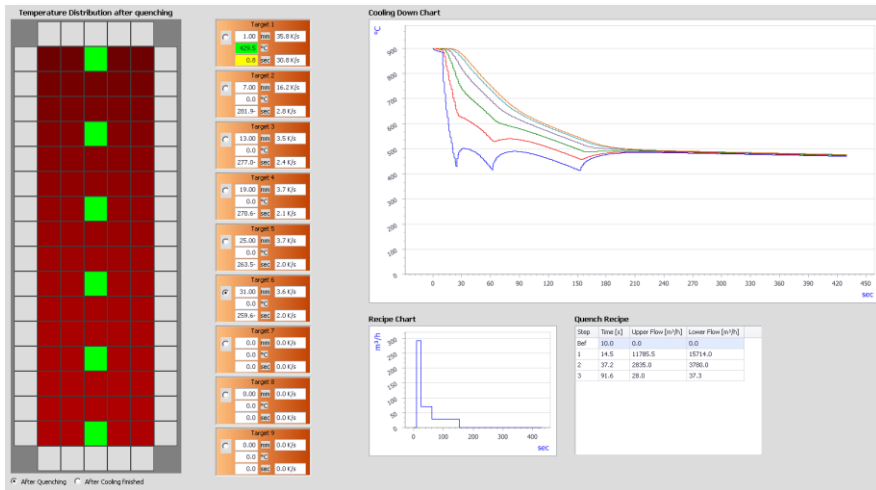 Temperature Distribution after quenching
Target 1
1.00 mm 35.8 K/s
429.5 °C
0.8 sec 30.8 K/s
Target 2
7.00 mm 16.2 K/s
0.0 °C
281.9- sec 2.8 K/s
Target 3
13.00 mm 3.5 K/s
0.0 °C
277.0- sec 2.4 K/s
Target 4
19.00 mm 3.7 K/s
0.0 °C
270.6- sec 2.1 K/s
Target 5
25.00 mm 3.7 K/s
0.0 °C
263.5- sec 2.0 K/s
Target 6
31.00 mm 3.6 K/s
0.0 °C
259.6- sec 2.0 K/s
Target 7
0.00 mm 0.0 K/s
0.0 °C
0.0 sec 0.0 K/s
Target 8
0.00 mm 0.0 K/s
0.0 °C
0.0 sec 0.0 K/s
Target 9
0.00 mm 0.0 K/s
0.0 °C
0.0 sec 0.0 K/s
After Quenching After Cooling finished
Cooling Down Chart
°C
900
800
700
600
500
400
300
200
100
0
0 30 60 90 120 150 180 210 240 270 300 330 360 390 420 450
sec
Recipe Chart
m³/h
300
250
200
150
100
50
0
0 100 200 300 400
sec
Quench Recipe
Step Time [s] Upper Flow [m³/h] Lower Flow [m³/h]
Bef 10.0 0.0 0.0
1 14.5 11785.5 15714.0
2 37.2 2835.0 3780.0
3 91.6 28.0 37.3